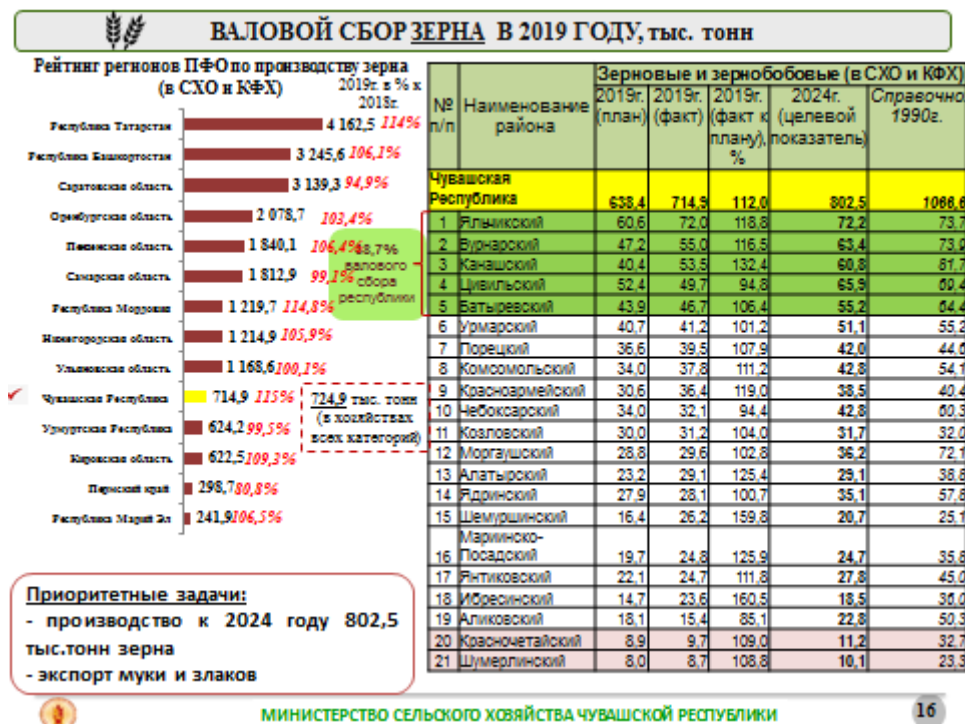 ВАЛОВОЙ СБОР ЗЕРНА В 2019 ГОДУ, тыс. тонн
Рейтинг регионов ПФО по производству зерна
(в СХО и КФХ)
2019г. в % к
2018г.
Республика Татарстан 4 162,5 114%
Республика Башкортостан 3 245,6 106,1%
Саратовская область 3 139,3 94,9%
Оренбургская область 2 078,7 103,4%
Пензенская область 1 840,1 106,4%
Самарская область 1 812,9 99,1%
Республика Мордовия 1 219,7 114,8%
Нижегородская область 1 214,9 105,9%
Ульяновская область 1 168,6 100,1%
Чувашская Республика 714,9 115%
Удмуртская Республика 624,2 99,5%
Кировская область 622,5 109,3%
Пермский край 298,7 80,8%
Республика Марий Эл 241,9 106,5%
8,7%
валового
сбора
республики
724,9 тыс. тонн
(в хозяйствах
всех категорий)
Приоритетные задачи:
- производство к 2024 году 802,5
тыс.тонн зерна
- экспорт муки и злаков
Зерновые и зернобобовые (в СХО и КФХ)
№ п/п Наименование района 2019г. (план) 2019г. (факт) 2019г. (факт к плану), % 2024г. (целевой показатель) Справочно 1990г.
Чувашская Республика 638,4 714,9 112,0 802,5 1066,6
1 Яльчикский 60,6 72,0 118,8 72,2 73,7
2 Вурнарский 47,2 55,0 116,5 63,4 73,9
3 Канашский 40,4 53,5 132,4 60,8 61,7
4 Цивильский 52,4 49,7 94,8 65,9 69,4
5 Батыревский 43,9 46,7 106,4 55,2 64,4
6 Урмарский 40,7 41,2 101,2 51,1 55,2
7 Порецкий 36,6 39,5 107,9 42,0 44,6
8 Комсомольский 34,0 37,8 111,2 42,8 54,1
9 Красноармейский 30,6 36,4 119,0 38,5 40,4
10 Чебоксарский 34,0 32,1 94,4 42,8 60,3
11 Козловский 30,0 31,2 104,0 31,7 32,0
12 Моргаушский 28,8 29,6 102,8 36,2 72,1
13 Алатырский 23,2 29,1 125,4 29,1 38,8
14 Ядринский 27,9 28,1 100,7 35,1 57,8
15 Шемуршинский 16,4 26,2 159,8 20,7 25,1
16 Мариинско-Посадский 19,7 24,8 125,9 24,7 35,8
17 Янтиковский 22,1 24,7 111,8 27,8 45,0
18 Ибресинский 14,7 23,6 160,5 18,5 36,0
19 Аликовский 18,1 15,4 85,1 22,8 50,3
20 Красночетайский 8,9 9,7 109,0 11,2 32,7
21 Шумерлинский 8,0 8,7 108,8 10,1 23,3
МИНИСТЕРСТВО СЕЛЬСКОГО ХОЗЯЙСТВА ЧУВАШСКОЙ РЕСПУБЛИКИ
16